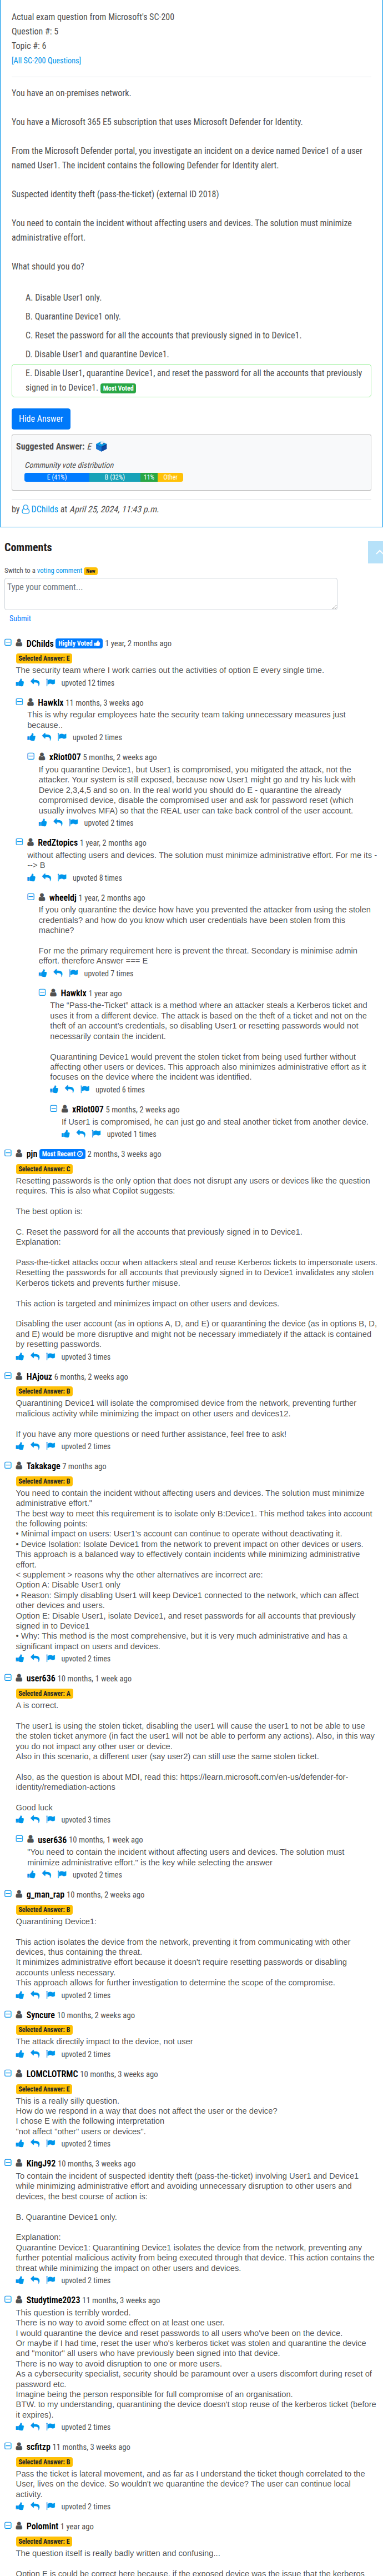 Actual exam question from Microsoft's SC-200
Question #: 5
Topic #: 6
[All SC-200 Questions]
You have an on-premises network.
You have a Microsoft 365 E5 subscription that uses Microsoft Defender for Identity.
From the Microsoft Defender portal, you investigate an incident on a device named Device1 of a user
named User1. The incident contains the following Defender for Identity alert.
Suspected identity theft (pass-the-ticket) (external ID 2018)
You need to contain the incident without affecting users and devices. The solution must minimize
administrative effort.
What should you do?
A. Disable User1 only.
B. Quarantine Device1 only.
C. Reset the password for all the accounts that previously signed in to Device1.
D. Disable User1 and quarantine Device1.
E. Disable User1, quarantine Device1, and reset the password for all the accounts that previously
signed in to Device1. Most Voted
Hide Answer
Suggested Answer: E
Community vote distribution
E (41%) B (32%) 11% Other
by DChilds at April 25, 2024, 11:43 p.m.
Comments
Switch to a voting comment New
Type your comment...
Submit
DChilds Highly Voted 1 year, 2 months ago
Selected Answer: E
The security team where I work carries out the activities of option E every single time.
upvoted 12 times
Hawklx 11 months, 3 weeks ago
This is why regular employees hate the security team taking unnecessary measures just
because..
upvoted 2 times
xRiot007 5 months, 2 weeks ago
If you quarantine Device1, but User1 is compromised, you mitigated the attack, not the
attacker. Your system is still exposed, because now User1 might go and try his luck with
Device 2,3,4,5 and so on. In the real world you should do E - quarantine the already
compromised device, disable the compromised user and ask for password reset (which
usually involves MFA) so that the REAL user can take back control of the user account.
upvoted 2 times
RedZtopics 1 year, 2 months ago
without affecting users and devices. The solution must minimize administrative effort. For me its -
--> B
upvoted 8 times
wheeldj 1 year, 2 months ago
If you only quarantine the device how have you prevented the attacker from using the stolen
credentials? and how do you know which user credentials have been stolen from this
machine?
For me the primary requirement here is prevent the threat. Secondary is minimise admin
effort. therefore Answer === E
upvoted 7 times
Hawklx 1 year ago
The “Pass-the-Ticket” attack is a method where an attacker steals a Kerberos ticket and
uses it from a different device. The attack is based on the theft of a ticket and not on the
theft of an account’s credentials, so disabling User1 or resetting passwords would not
necessarily contain the incident.
Quarantining Device1 would prevent the stolen ticket from being used further without
affecting other users or devices. This approach also minimizes administrative effort as it
focuses on the device where the incident was identified.
upvoted 6 times
xRiot007 5 months, 2 weeks ago
If User1 is compromised, he can just go and steal another ticket from another device.
upvoted 1 times
pjn Most Recent 2 months, 3 weeks ago
Selected Answer: C
Resetting passwords is the only option that does not disrupt any users or devices like the question
requires. This is also what Copilot suggests:
The best option is:
C. Reset the password for all the accounts that previously signed in to Device1.
Explanation:
Pass-the-ticket attacks occur when attackers steal and reuse Kerberos tickets to impersonate users.
Resetting the passwords for all accounts that previously signed in to Device1 invalidates any stolen
Kerberos tickets and prevents further misuse.
This action is targeted and minimizes impact on other users and devices.
Disabling the user account (as in options A, D, and E) or quarantining the device (as in options B, D,
and E) would be more disruptive and might not be necessary immediately if the attack is contained
by resetting passwords.
upvoted 3 times
HAjouz 6 months, 2 weeks ago
Selected Answer: B
Quarantining Device1 will isolate the compromised device from the network, preventing further
malicious activity while minimizing the impact on other users and devices12.
If you have any more questions or need further assistance, feel free to ask!
upvoted 2 times
Takakage 7 months ago
Selected Answer: B
You need to contain the incident without affecting users and devices. The solution must minimize
administrative effort."
The best way to meet this requirement is to isolate only B:Device1. This method takes into account
the following points:
• Minimal impact on users: User1's account can continue to operate without deactivating it.
• Device Isolation: Isolate Device1 from the network to prevent impact on other devices or users.
This approach is a balanced way to effectively contain incidents while minimizing administrative
effort.
< supplement > reasons why the other alternatives are incorrect are:
Option A: Disable User1 only
• Reason: Simply disabling User1 will keep Device1 connected to the network, which can affect
other devices and users.
Option E: Disable User1, isolate Device1, and reset passwords for all accounts that previously
signed in to Device1
• Why: This method is the most comprehensive, but it is very much administrative and has a
significant impact on users and devices.
upvoted 2 times
user636 10 months, 1 week ago
Selected Answer: A
A is correct.
The user1 is using the stolen ticket, disabling the user1 will cause the user1 to not be able to use
the stolen ticket anymore (in fact the user1 will not be able to perform any actions). Also, in this way
you do not impact any other user or device.
Also in this scenario, a different user (say user2) can still use the same stolen ticket.
Also, as the question is about MDI, read this: https://learn.microsoft.com/en-us/defender-for-
identity/remediation-actions
Good luck
upvoted 3 times
user636 10 months, 1 week ago
"You need to contain the incident without affecting users and devices. The solution must
minimize administrative effort." is the key while selecting the answer
upvoted 2 times
g_man_rap 10 months, 2 weeks ago
Selected Answer: B
Quarantining Device1:
This action isolates the device from the network, preventing it from communicating with other
devices, thus containing the threat.
It minimizes administrative effort because it doesn't require resetting passwords or disabling
accounts unless necessary.
This approach allows for further investigation to determine the scope of the compromise.
upvoted 2 times
Syncure 10 months, 2 weeks ago
Selected Answer: B
The attack directily impact to the device, not user
upvoted 2 times
LOMCLOTRMC 10 months, 3 weeks ago
Selected Answer: E
This is a really silly question.
How do we respond in a way that does not affect the user or the device?
I chose E with the following interpretation
"not affect "other" users or devices".
upvoted 2 times
KingJ92 10 months, 3 weeks ago
To contain the incident of suspected identity theft (pass-the-ticket) involving User1 and Device1
while minimizing administrative effort and avoiding unnecessary disruption to other users and
devices, the best course of action is:
B. Quarantine Device1 only.
Explanation:
Quarantine Device1: Quarantining Device1 isolates the device from the network, preventing any
further potential malicious activity from being executed through that device. This action contains the
threat while minimizing the impact on other users and devices.
upvoted 2 times
Studytime2023 11 months, 3 weeks ago
This question is terribly worded.
There is no way to avoid some effect on at least one user.
I would quarantine the device and reset passwords to all users who've been on the device.
Or maybe if I had time, reset the user who's kerberos ticket was stolen and quarantine the device
and "monitor" all users who have previously been signed into that device.
There is no way to avoid disruption to one or more users.
As a cybersecurity specialist, security should be paramount over a users discomfort during reset of
password etc.
Imagine being the person responsible for full compromise of an organisation.
BTW. to my understanding, quarantining the device doesn't stop reuse of the kerberos ticket (before
it expires).
upvoted 2 times
scfitzp 11 months, 3 weeks ago
Selected Answer: B
Pass the ticket is lateral movement, and as far as I understand the ticket though correlated to the
User, lives on the device. So wouldn't we quarantine the device? The user can continue local
activity.
upvoted 2 times
Polomint 1 year ago
Selected Answer: E
The question itself is really badly written and confusing...
Option E is could be correct here because, if the exposed device was the issue that the kerberos